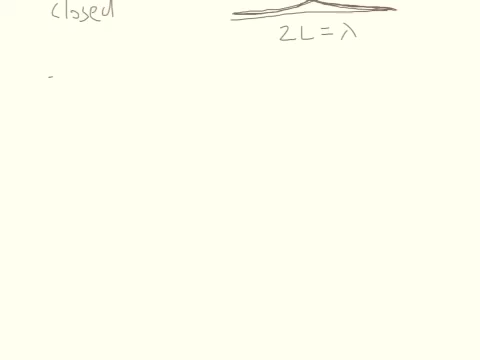 closed
2L = λ